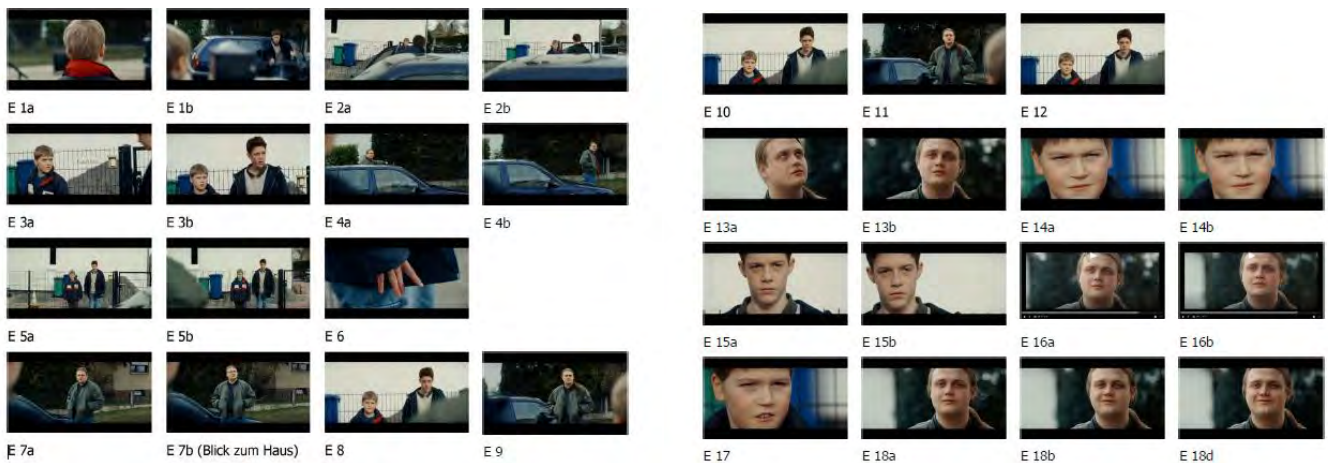 E 1a E 1b E 2a E 2b
E 3a E 3b E 4a E 4b
E 5a E 5b E 6
E 7a E 7b (Blick zum Haus) E 8 E 9
E 10 E 11 E 12
E 13a E 13b E 14a E 14b
E 15a E 15b E 16a E 16b
E 17 E 18a E 18b E 18d